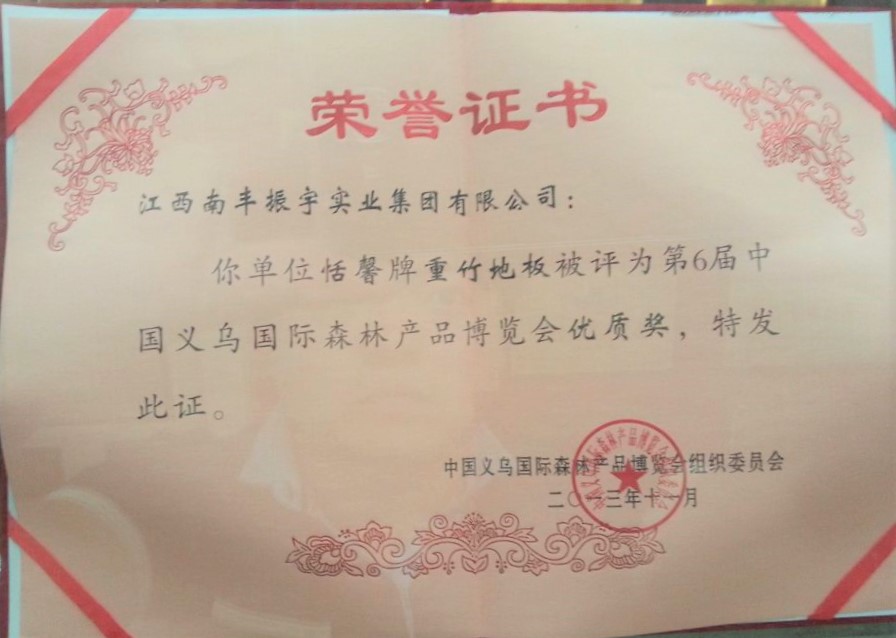 荣誉证书
江西南丰振宇实业集团有限公司：
你单位恬馨牌重竹地板被评为第6届中
国义乌国际森林产品博览会优质奖，特发
此证。
中国义乌国际森林产品博览会组织委员会
二〇一三年十一月